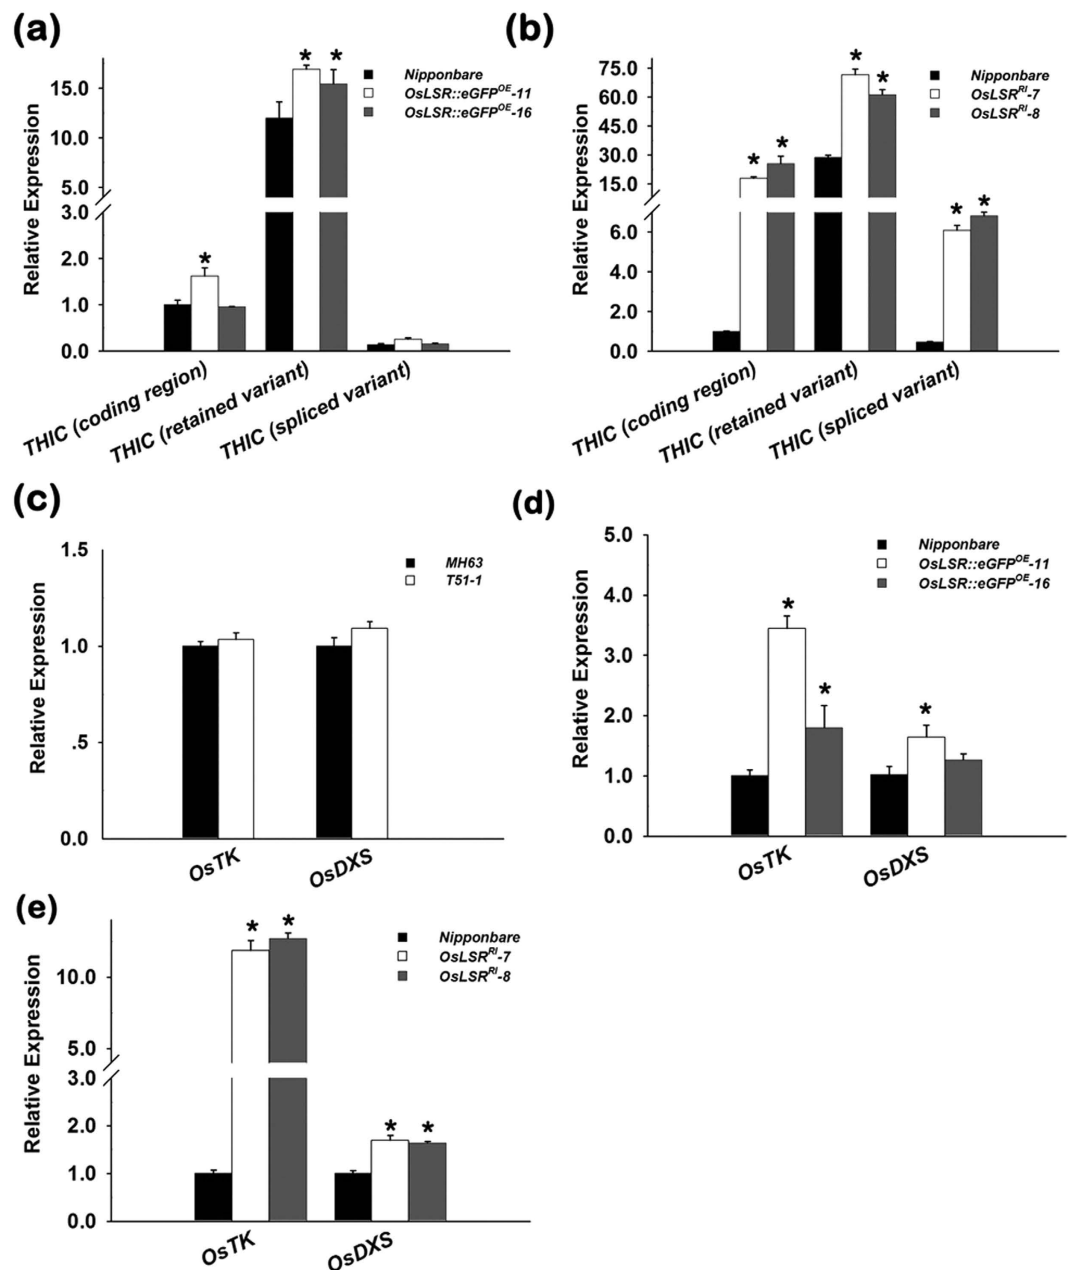 (a)
Relative Expression
15.0
10.0
5.0
3.0
2.0
1.0
0.0
Nipponbare
OsLSR::eGFP^OE-11
OsLSR::eGFP^OE-16
*
* *
THIC (coding region)
THIC (retained variant)
THIC (spliced variant)
(b)
Relative Expression
75.0
60.0
45.0
30.0
15.0
6.0
4.0
2.0
0.0
Nipponbare
OsLSR^RI-7
OsLSR^RI-8
* *
* *
* *
THIC (coding region)
THIC (retained variant)
THIC (spliced variant)
(c)
Relative Expression
1.5
1.0
.5
0.0
MH63
T51-1
OsTK
OsDXS
(d)
Relative Expression
5.0
4.0
3.0
2.0
1.0
0.0
Nipponbare
OsLSR::eGFP^OE-11
OsLSR::eGFP^OE-16
* *
*
OsTK
OsDXS
(e)
Relative Expression
10.0
5.0
3.0
2.0
1.0
0.0
Nipponbare
OsLSR^RI-7
OsLSR^RI-8
* *
* *
OsTK
OsDXS